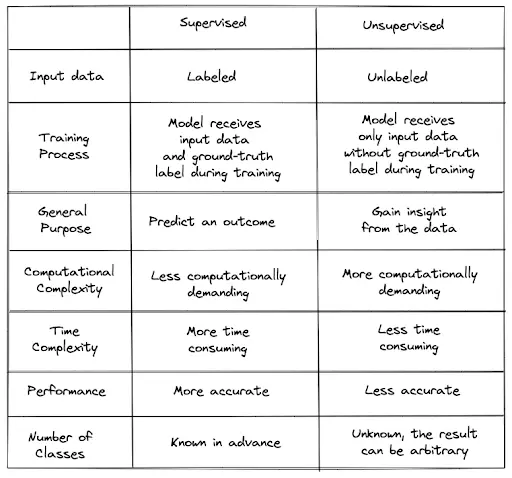 Supervised
Unsupervised
Input data
Labeled
Unlabeled
Training
Process
Model receives
input data
and ground-truth
label during training
Model receives
only input data
without ground-truth
label during training
General
Purpose
Predict an outcome
Gain insight
from the data
Computational
Complexity
Less computationally
demanding
More computationally
demanding
Time
Complexity
More time
consuming
Less time
consuming
Performance
More accurate
Less accurate
Number of
Classes
Known in advance
Unknown, the result
can be arbitrary